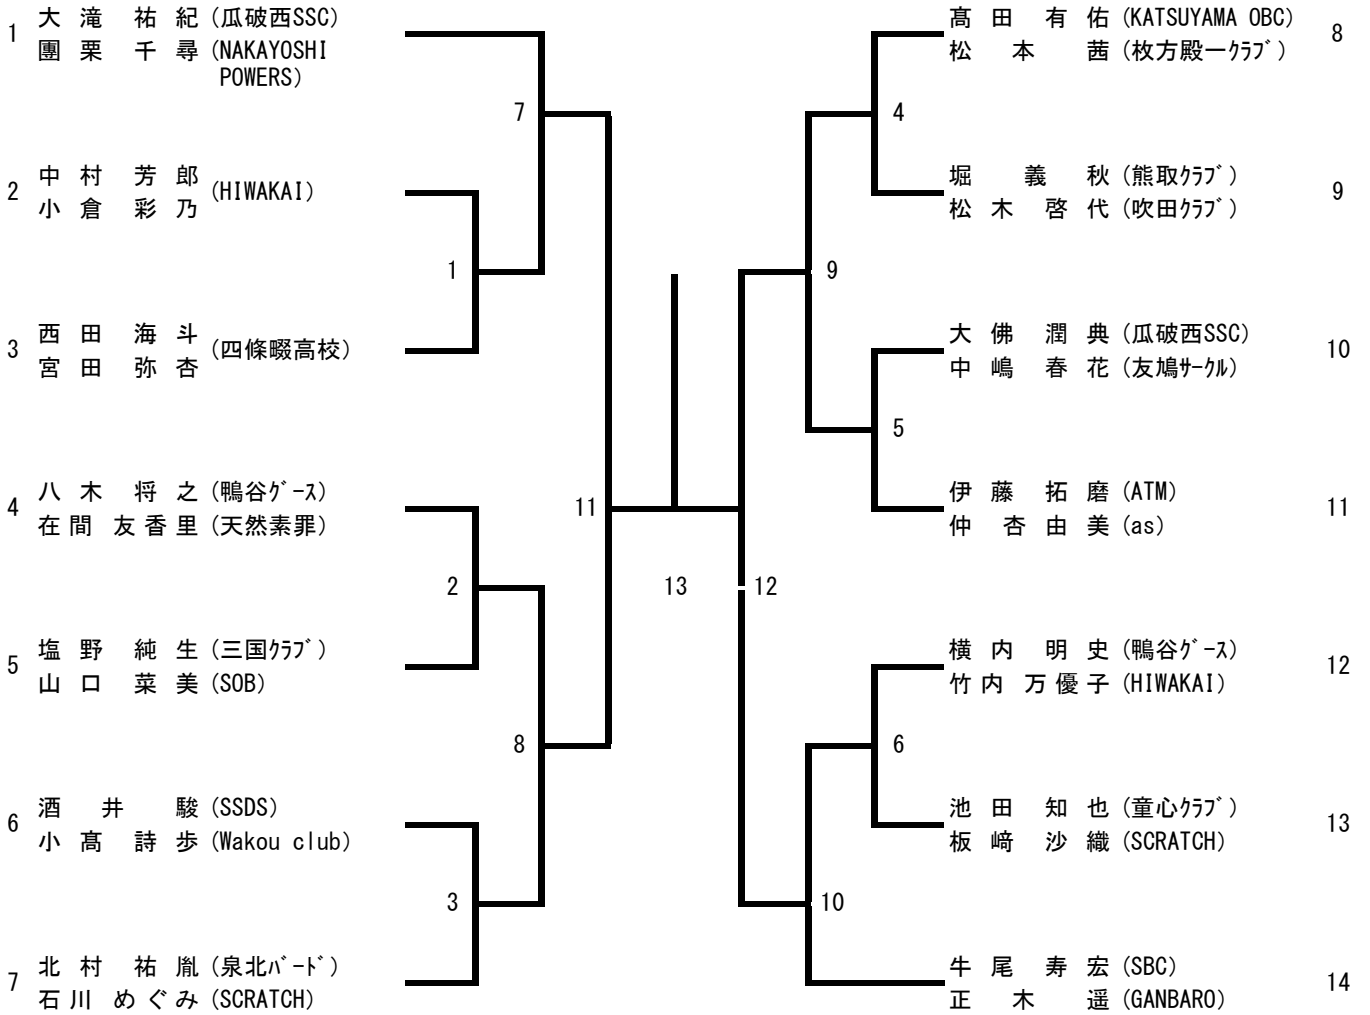 1 大滝祐紀 (瓜破西SSC)
團栗千尋 (NAKAYOSHI
POWERS)
2 中村芳郎 (HIWAKAI)
小倉彩乃
3 西田海斗 (四條畷高校)
宮田弥杏
4 八木将之 (鴨谷ｸﾞｰｽ)
在間友香里 (天然素罪)
5 塩野純生 (三国ｸﾗﾌﾞ)
山口菜美 (SOB)
6 酒井駿 (SSDS)
小髙詩歩 (Wakou club)
7 北村祐胤 (泉北ﾊﾞｰﾄﾞ)
石川めぐみ (SCRATCH)
7
1
2
8
3
11
13
12
9
4
5
6
10
髙田有佑 (KATSUYAMA OBC) 8
松本茜 (枚方殿一ｸﾗﾌﾞ)
堀義秋 (熊取ｸﾗﾌﾞ) 9
松木啓代 (吹田ｸﾗﾌﾞ)
大佛潤典 (瓜破西SSC) 10
中嶋春花 (友鳩ｻｰｸﾙ)
伊藤拓磨 (ATM) 11
仲杏由美 (as)
横内明史 (鴨谷ｸﾞｰｽ) 12
竹内万優子 (HIWAKAI)
池田知也 (童心ｸﾗﾌﾞ) 13
板﨑沙織 (SCRATCH)
牛尾寿宏 (SBC) 14
正木遥 (GANBARO)